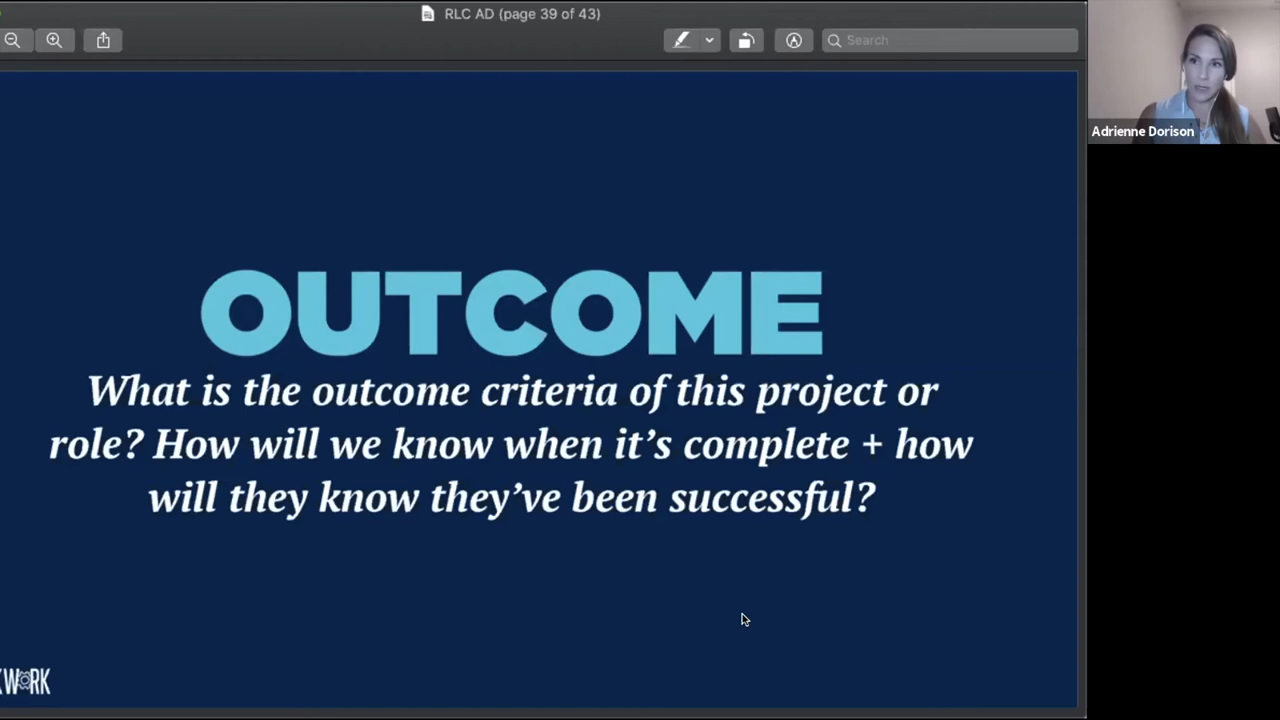 RLC AD (page 39 of 43)
Search
Adrienne Dorison
OUTCOME
What is the outcome criteria of this project or
role? How will we know when it's complete + how
will they know they've been successful?
KWORK